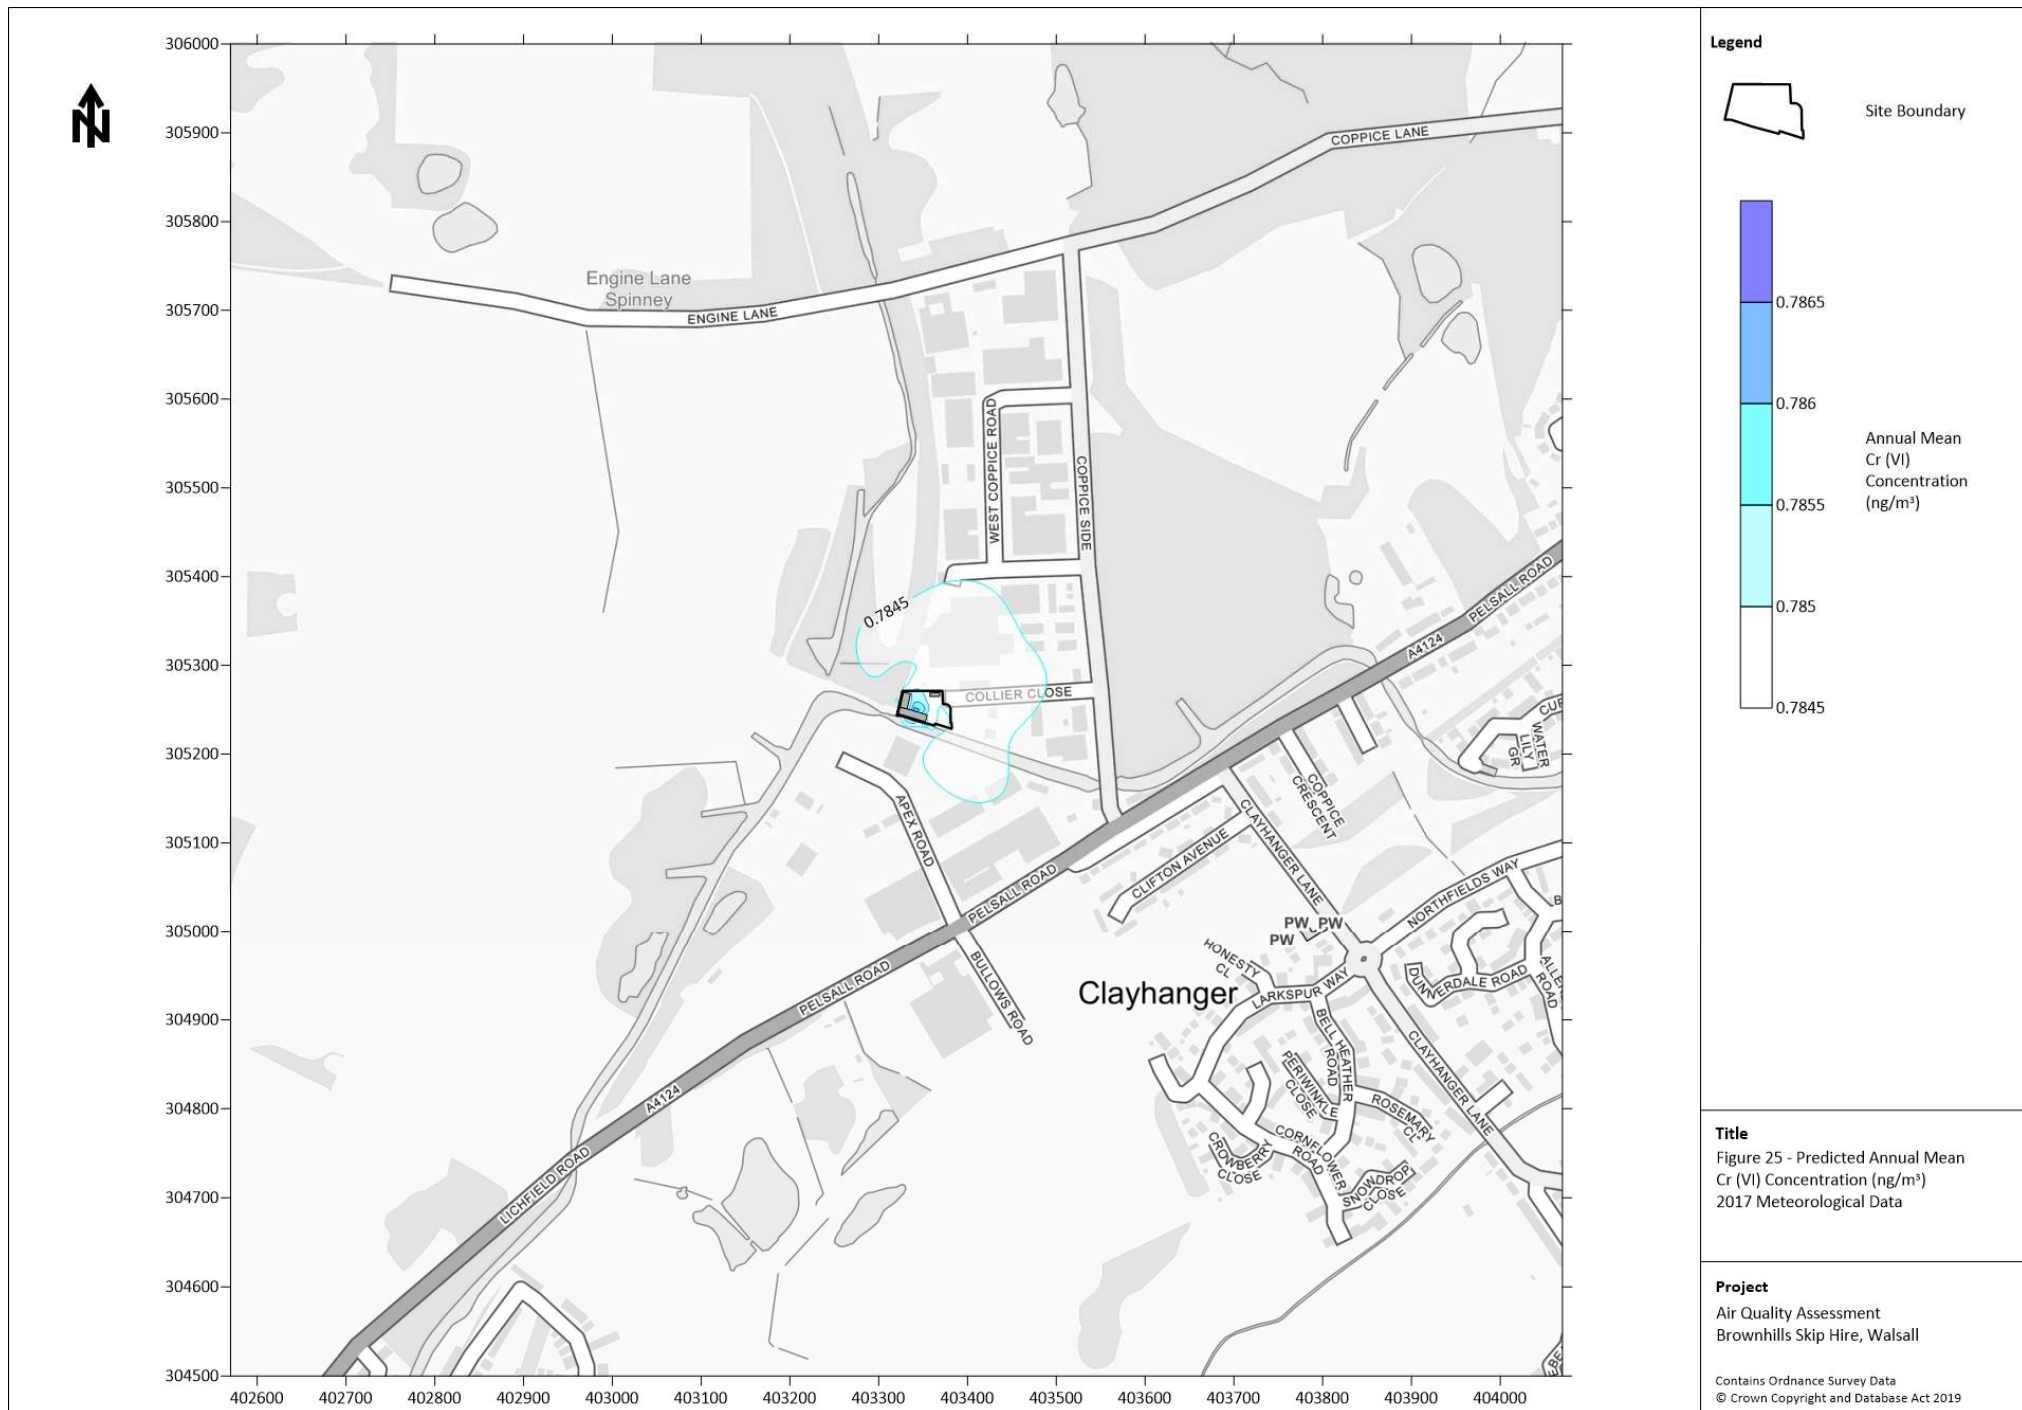 306000
305900
305800
305700
305600
305500
305400
305300
305200
305100
305000
304900
304800
304700
304600
304500
402600
402700
402800
402900
403000
403100
403200
403300
403400
403500
403600
403700
403800
403900
404000
N
COPPICE LANE
Engine Lane
Spinney
ENGINE LANE
WEST COPPICE ROAD
COPPICE SIDE
0.7845
COLLIER CLOSE
A4124
PELSALL ROAD
WATER
LILY
GR
COPPICE
CRESCENT
APEX ROAD
CLAYHANGER LANE
CLIFTON AVENUE
PELSALL ROAD
NORTHFIELDS WAY
PW
PW
PW
HONESTY
CL
LARKSPUR WAY
DUNNERDALE ROAD
Clayhanger
PELSALL ROAD
BULLOWS ROAD
BELL HEATHER
ROAD
PERIWINKLE
CLOSE
ROSEMARY
CL
CLAYHANGER LANE
A4124
CORNFLOWER
ROAD
CROWBERRY
CLOSE
SNOWDROP
CLOSE
LICHFIELD ROAD
Legend
Site Boundary
0.7865
0.786
0.7855
0.785
0.7845
Annual Mean
Cr (VI)
Concentration
(ng/m³)
Title
Figure 25 - Predicted Annual Mean
Cr (VI) Concentration (ng/m³)
2017 Meteorological Data
Project
Air Quality Assessment
Brownhills Skip Hire, Walsall
Contains Ordnance Survey Data
© Crown Copyright and Database Act 2019